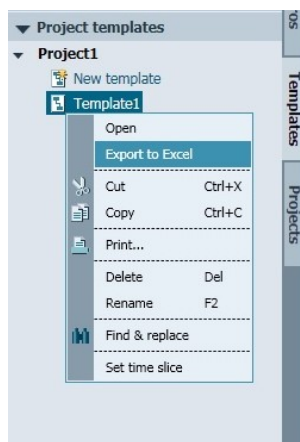 Project templates
Project1
New template
Template1
Open
Export to Excel
Cut Ctrl+X
Copy Ctrl+C
Print...
Delete Del
Rename F2
Find & replace
Set time slice
ros
Templates
Projects